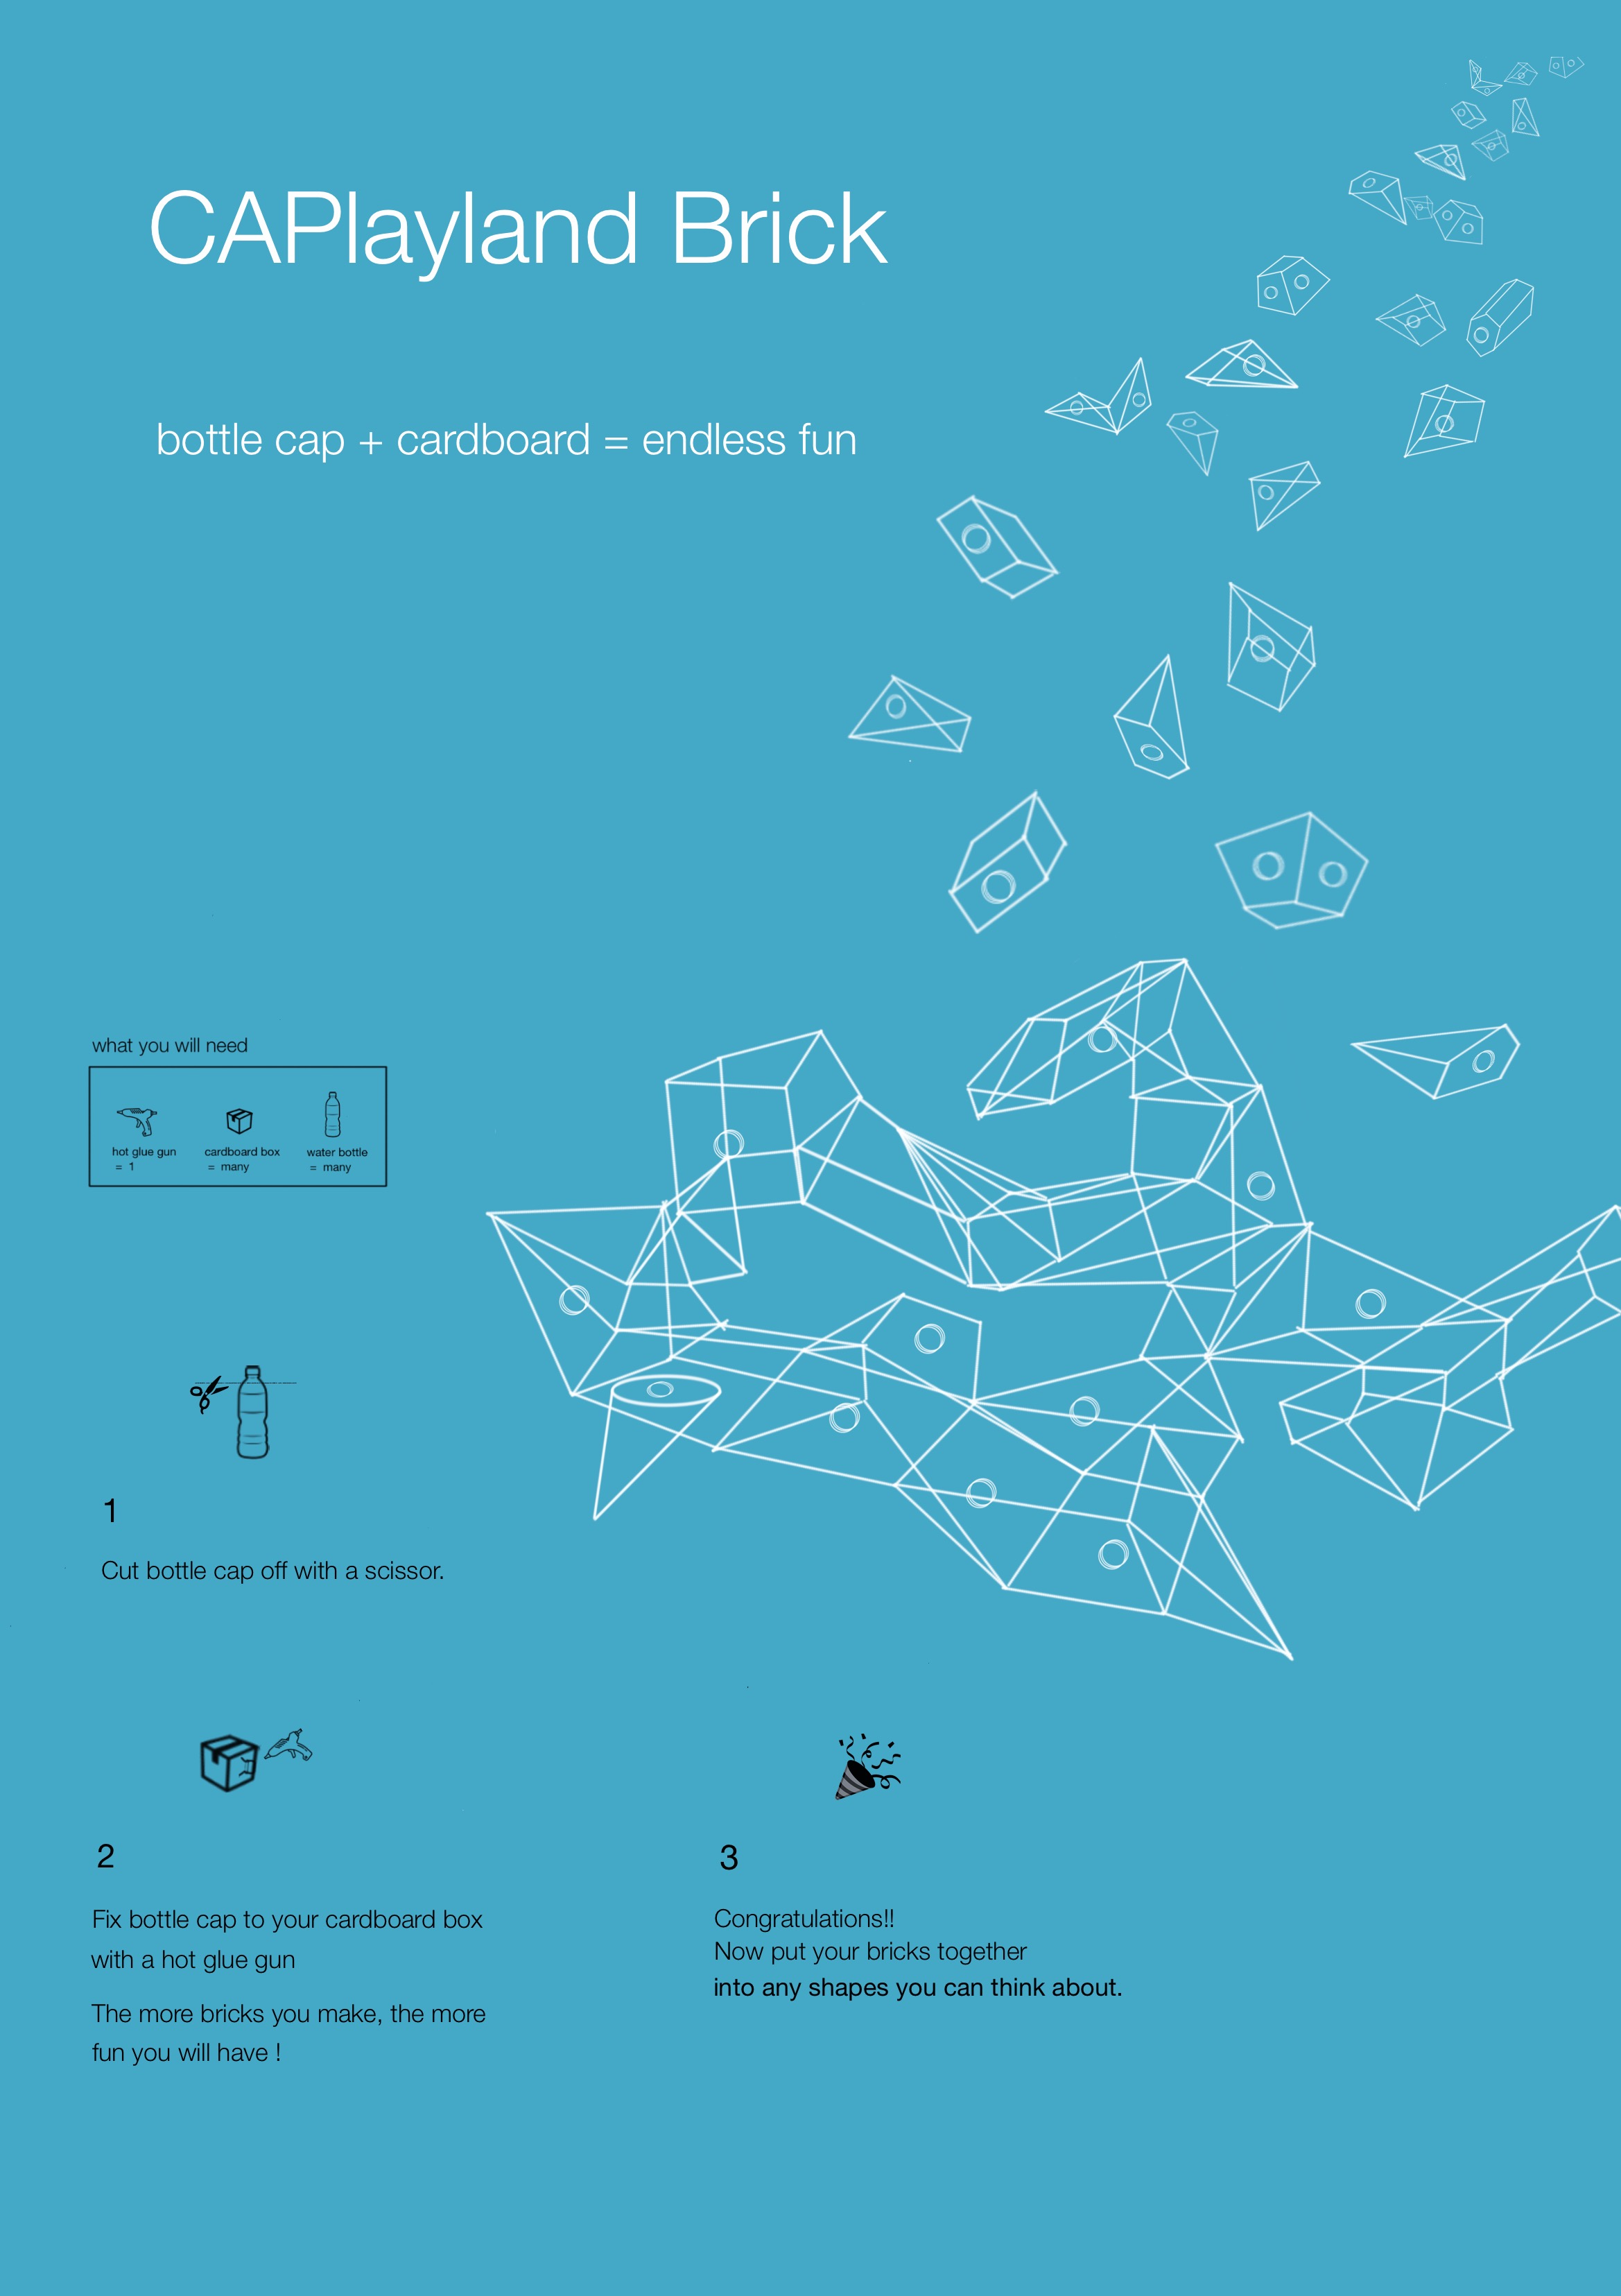 CAPlayland Brick
bottle cap + cardboard = endless fun
what you will need
hot glue gun
= 1
cardboard box
= many
water bottle
= many
1
Cut bottle cap off with a scissor.
2
Fix bottle cap to your cardboard box
with a hot glue gun
The more bricks you make, the more
fun you will have !
3
Congratulations!!
Now put your bricks together
into any shapes you can think about.